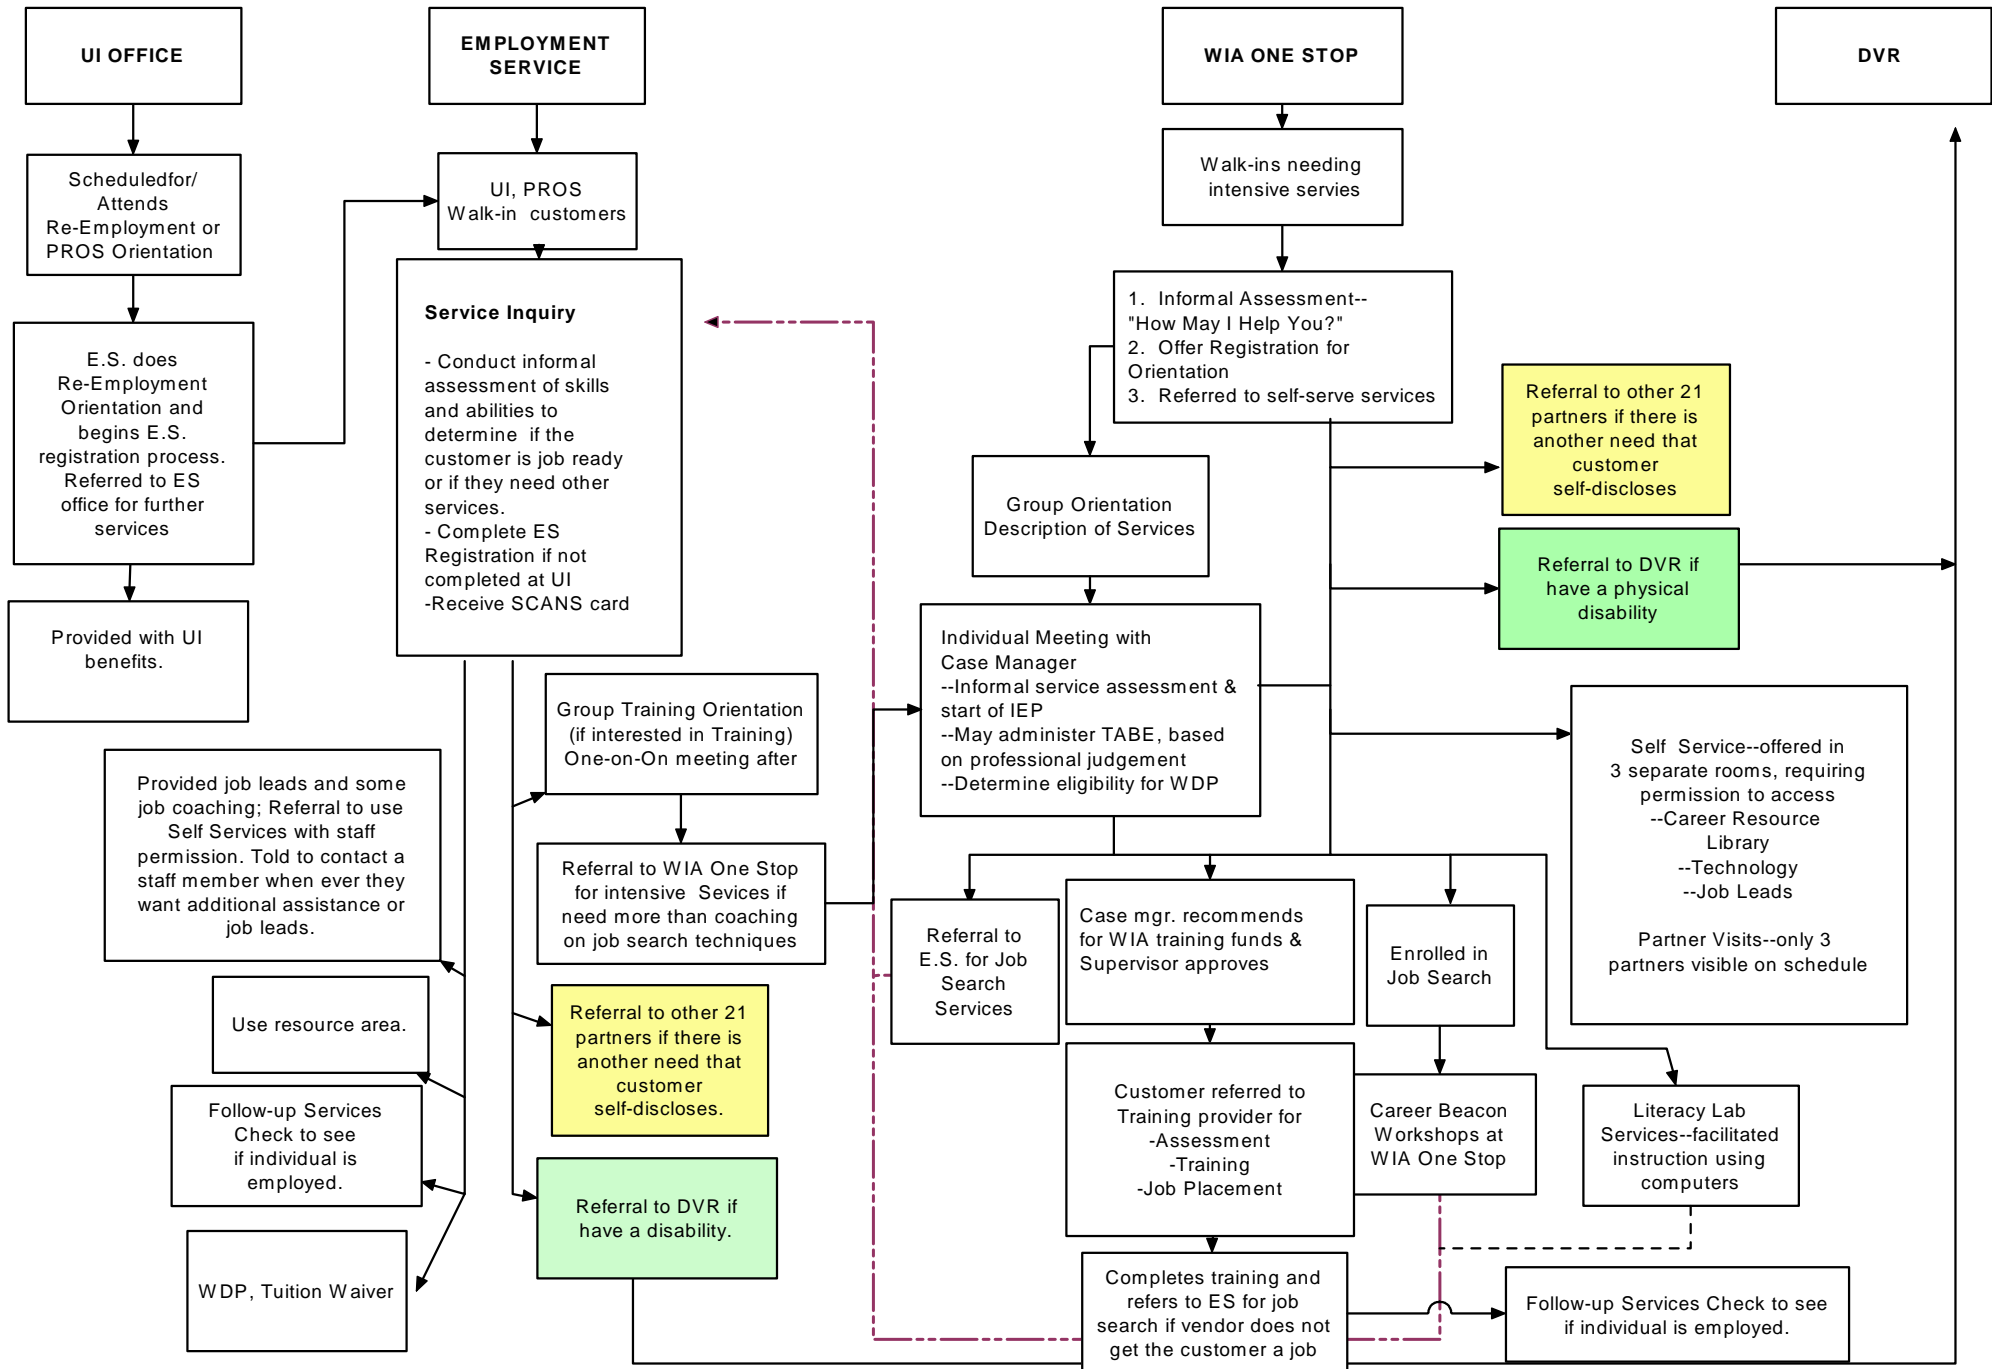 UI OFFICE
EMPLOYMENT
SERVICE
WIA ONE STOP
DVR
Scheduledfor/
Attends
Re-Employment or
PROS Orientation
E.S. does
Re-Employment
Orientation and
begins E.S.
registration process.
Referred to ES
office for further
services
Provided with UI
benefits.
UI, PROS
Walk-in customers
Service Inquiry
- Conduct informal
assessment of skills
and abilities to
determine if the
customer is job ready
or if they need other
services.
- Complete ES
Registration if not
completed at UI
-Receive SCANS card
Provided job leads and some
job coaching; Referral to use
Self Services with staff
permission. Told to contact a
staff member when ever they
want additional assistance or
job leads.
Use resource area.
Follow-up Services
Check to see
if individual is
employed.
WDP, Tuition Waiver
Group Training Orientation
(if interested in Training)
One-on-On meeting after
Referral to WIA One Stop
for intensive Sevices if
need more than coaching
on job search techniques
Referral to other 21
partners if there is
another need that
customer
self-discloses.
Referral to DVR if
have a disability.
Walk-ins needing
intensive servies
1. Informal Assessment--
"How May I Help You?"
2. Offer Registration for
Orientation
3. Referred to self-serve services
Group Orientation
Description of Services
Individual Meeting with
Case Manager
--Informal service assessment &
start of IEP
--May administer TABE, based
on professional judgement
--Determine eligibility for WDP
Referral to
E.S. for Job
Search
Services
Case mgr. recommends
for WIA training funds &
Supervisor approves
Customer referred to
Training provider for
-Assessment
-Training
-Job Placement
Completes training and
refers to ES for job
search if vendor does not
get the customer a job
Enrolled in
Job Search
Career Beacon
Workshops at
WIA One Stop
Referral to other 21
partners if there is
another need that
customer
self-discloses
Referral to DVR if
have a physical
disability
Self Service--offered in
3 separate rooms, requiring
permission to access
--Career Resource
Library
--Technology
--Job Leads
Partner Visits--only 3
partners visible on schedule
Literacy Lab
Services--facilitated
instruction using
computers
Follow-up Services Check to see
if individual is employed.